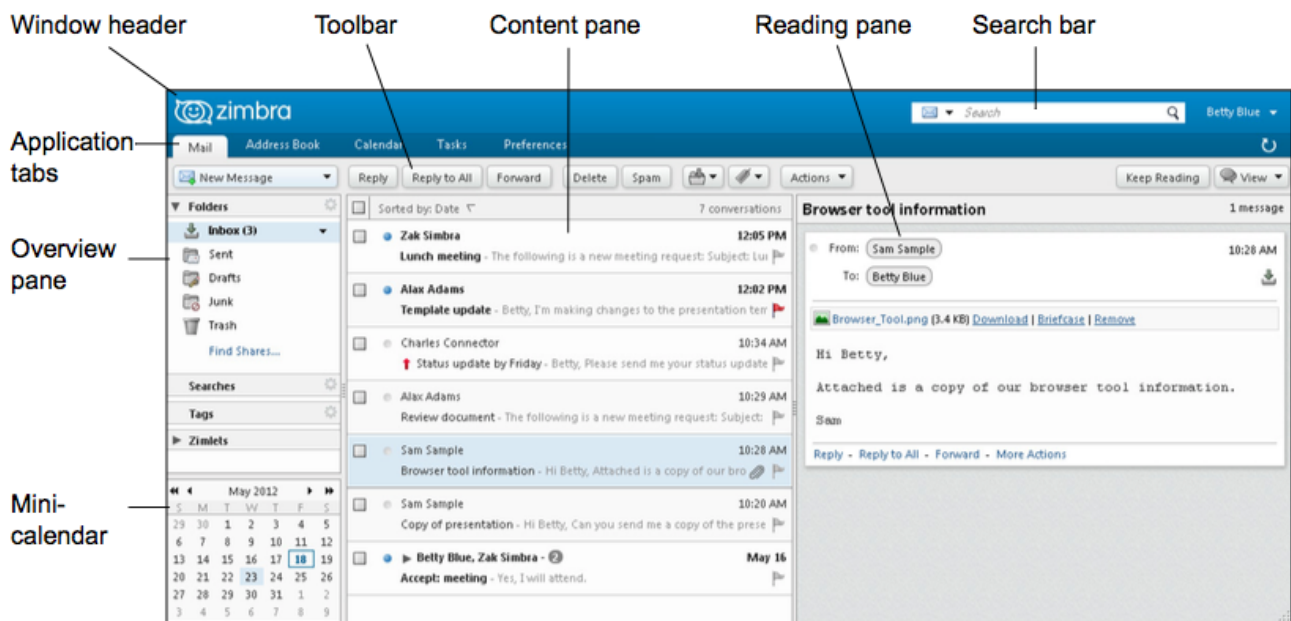 Window header Toolbar Content pane Reading pane Search bar
zimbra
Search
Betty Blue
Application
tabs
Mail Address Book Calendar Tasks Preferences
New Message Reply Reply to All Forward Delete Spam Actions Keep Reading View
Overview
pane
Folders
Inbox (3)
Sent
Drafts
Junk
Trash
Find Shares...
Searches
Tags
Zimlets
Mini-
calendar
May 2012
S M T W T F S
29 30 1 2 3 4 5
6 7 8 9 10 11 12
13 14 15 16 17 18 19
20 21 22 23 24 25 26
27 28 29 30 31 1 2
3 4 5 6 7 8 9
Sorted by: Date 7 conversations
Zak Simbra 12:05 PM
Lunch meeting - The following is a new meeting request: Subject: Lu
Alax Adams 12:02 PM
Template update - Betty, I'm making changes to the presentation tem
Charles Connector 10:34 AM
Status update by Friday - Betty, Please send me your status update
Alax Adams 10:29 AM
Review document - The following is a new meeting request: Subject:
Sam Sample 10:28 AM
Browser tool information - Hi Betty, Attached is a copy of our bro
Sam Sample 10:20 AM
Copy of presentation - Hi Betty, Can you send me a copy of the prese
Betty Blue, Zak Simbra - 2 May 16
Accept: meeting - Yes, I will attend.
Browser tool information 1 message
From: Sam Sample 10:28 AM
To: Betty Blue
Browser_Tool.png (3.4 KB) Download | Briefcase | Remove
Hi Betty,
Attached is a copy of our browser tool information.
Sam
Reply - Reply to All - Forward - More Actions